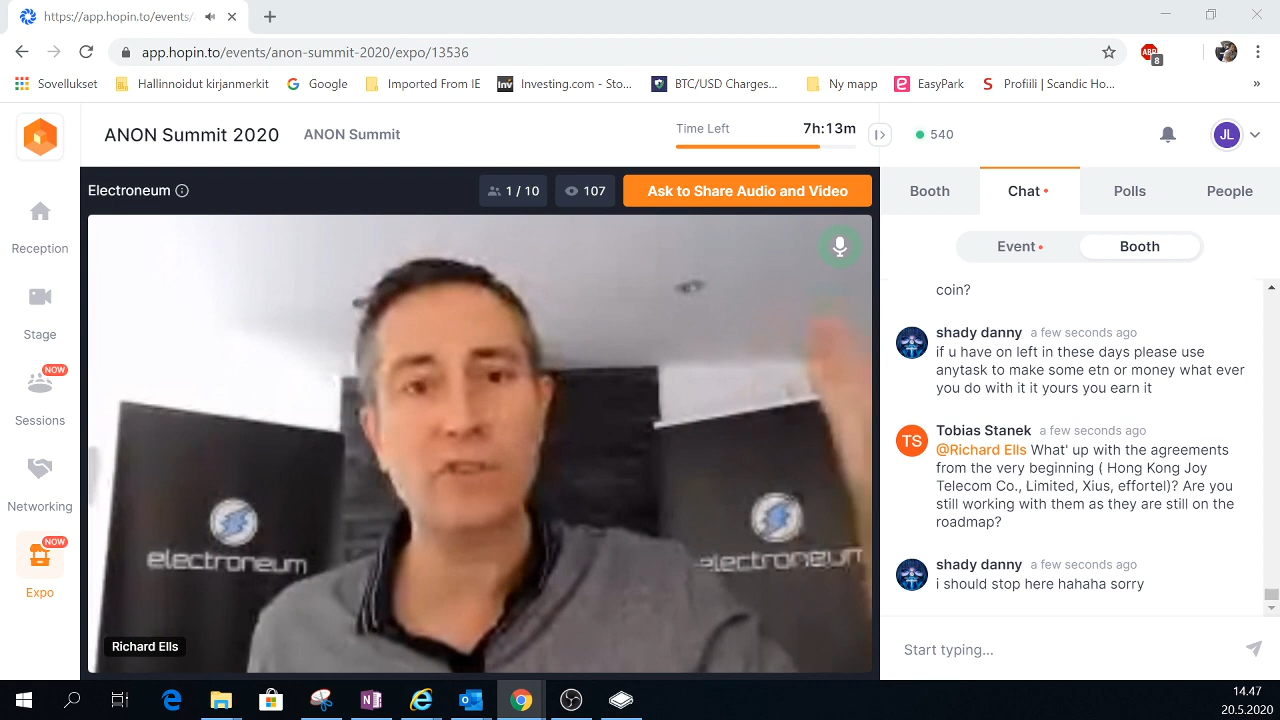 https://app.hopin.to/events/
app.hopin.to/events/anon-summit-2020/expo/13536
ABP
8
Sovellukset
Hallinnoidut kirjanmerkit
Google
Imported From IE
Inv
Investing.com - Sto...
BTC/USD Charges...
Ny mapp
EasyPark
S
Profiili | Scandic Ho...
»
ANON Summit 2020
ANON Summit
Time Left
7h:13m
540
JL
Reception
Stage
NOW
Sessions
Networking
NOW
Expo
Electroneum
1 / 10
107
Ask to Share Audio and Video
electroneum
electroneum
Richard Ells
Booth
Chat
Polls
People
Event
Booth
coin?
shady danny a few seconds ago
if u have on left in these days please use
anytask to make some etn or money what ever
you do with it it yours you earn it
TS
Tobias Stanek a few seconds ago
@Richard Ells What' up with the agreements
from the very beginning ( Hong Kong Joy
Telecom Co., Limited, Xius, effortel)? Are you
still working with them as they are still on the
roadmap?
shady danny a few seconds ago
i should stop here hahaha sorry
Start typing...
14.47
20.5.2020